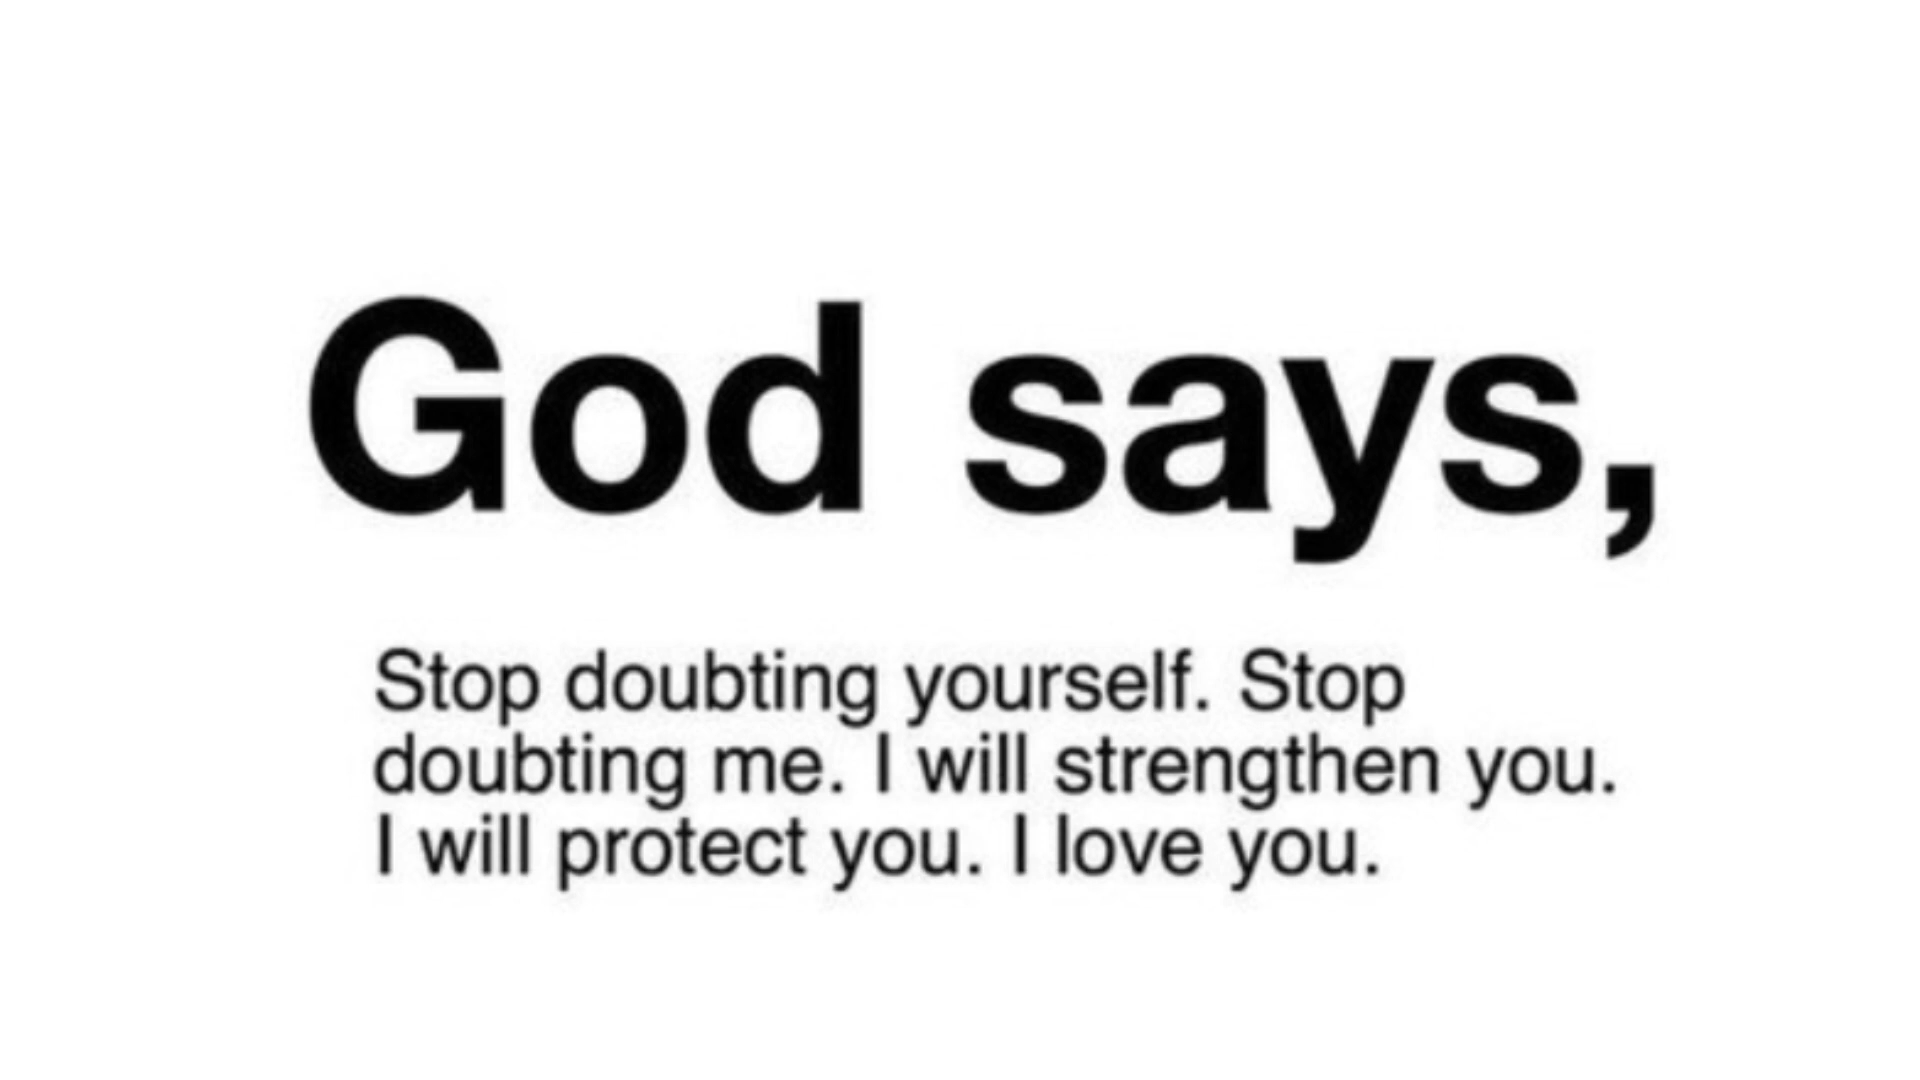 God says,
Stop doubting yourself. Stop
doubting me. I will strengthen you.
I will protect you. I love you.